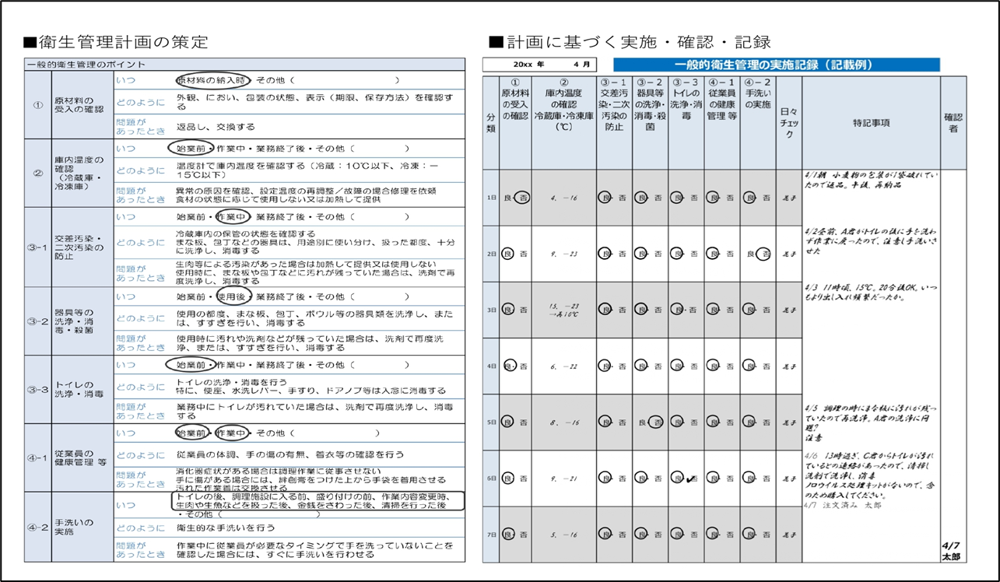 ■衛生管理計画の策定
一般的衛生管理のポイント
①
原材料の
受入の確認
いつ
原材料の納入時・その他（　　　　）
どのように
外観、におい、包装の状態、表示（期限、保存方法）を確認す
る
問題が
あったとき
返品し、交換する
②
庫内温度の
確認
（冷蔵庫・
冷凍庫）
いつ
始業前・作業中・業務終了後・その他（　　　　）
どのように
温度計で庫内温度を確認する（冷蔵：10℃以下、冷凍：－
15℃以下）
問題が
あったとき
異常の原因を確認、設定温度の再調整／故障の場合修理を依頼
食材の状態に応じて使用しない又は加熱して提供
③-1
交差汚染・
二次汚染の
防止
いつ
始業前・作業中・業務終了後・その他（　　　　）
どのように
冷蔵庫内の保管の状態を確認する
まな板、包丁などの器具は、用途別に使い分け、扱った都度、十分
に洗浄し、消毒する
問題が
あったとき
生肉等による汚染があった場合は加熱して提供又は使用しない
使用時に、まな板や包丁などに汚れが残っていた場合は、洗剤で再
度洗浄し、消毒する
③-2
器具等の
洗浄・消
毒・殺菌
いつ
始業前・使用後・業務終了後・その他（　　　　）
どのように
使用の都度、まな板、包丁、ボウル等の器具類を洗浄し、また
は、すすぎを行い、消毒する
問題が
あったとき
使用時に汚れや洗剤などが残っていた場合は、洗剤で再度洗
浄、または、すすぎを行い、消毒する
③-3
トイレの
洗浄・消毒
いつ
始業前・作業中・業務終了後・その他（　　　　）
どのように
トイレの洗浄・消毒を行う
特に、便座、水洗レバー、手すり、ドアノブ等は入念に消毒する
問題が
あったとき
業務中にトイレが汚れていた場合は、洗剤で再度洗浄し、消毒
する
④-1
従業員の
健康管理 等
いつ
始業前・作業中・その他（　　　　）
どのように
従業員の体調、手の傷の有無、着衣等の確認を行う
問題が
あったとき
消化器症状がある場合は調理作業に従事させない
手に傷がある場合には、絆創膏をつけた上から手袋を着用させる
汚れた作業着は交換させる
④-2
手洗いの
実施
いつ
トイレの後、調理施設に入る前、盛り付けの前、作業内容変更時、
生肉や生魚などを扱った後、金銭をさわった後、清掃を行った後
・その他（　　　　）
どのように
衛生的な手洗いを行う
問題が
あったとき
作業中に従業員が必要なタイミングで手を洗っていないことを
確認した場合には、すぐに手洗いを行わせる
■計画に基づく実施・確認・記録
20xx 年 4 月
一般的衛生管理の実施記録（記載例）
分類
①
原材料
の受入
の確認
②
庫内温度
の確認
冷蔵庫・冷凍庫
（℃）
③－1
交差汚
染・二次
汚染の
防止
③－2
器具等
の洗浄・
消毒・殺
菌
③－3
トイレの
洗浄・消
毒
④－1
従業員
の健康
管理 等
④－2
手洗い
の実施
日々
チェッ
ク
特記事項
確認
者
1日 良・否 4、－16 良・否 良・否 良・否 良・否 良・否 花子
4/1朝 小麦粉の包装が1袋破れてい
たので返品。午後、再納品
2日 良・否 9、－23 良・否 良・否 良・否 良・否 良・否 花子
4/2昼前、A君がトイレの後に手を洗わ
ず作業に戻ったので、注意し手洗いさ
せた
3日 良・否 15、－23
→再10℃
良・否 良・否 良・否 良・否 良・否 花子
4/3 11時頃、15℃。20分後OK。いつ
もより出し入れ頻繁だったか。
4日 良・否 6、－22 良・否 良・否 良・否 良・否 良・否 花子
5日 良・否 8、－16 良・否 良・否 良・否 良・否 良・否 花子
4/5 調理の時にまな板に汚れが残っ
ていたので再洗浄。A君の洗浄に問
題？
注意
6日 良・否 9、－21 良・否 良・否 良・否 良・否 良・否 花子
4/6 13時過ぎ、C君からトイレが汚れ
ているとの連絡があったので、清掃し
洗剤で洗浄し、消毒
ノロウイルス処理キットがないので、念
のため購入してください。
4/7 注文済み 太郎
7日 良・否 5、－16 良・否 良・否 良・否 良・否 良・否 花子
4/7
太郎